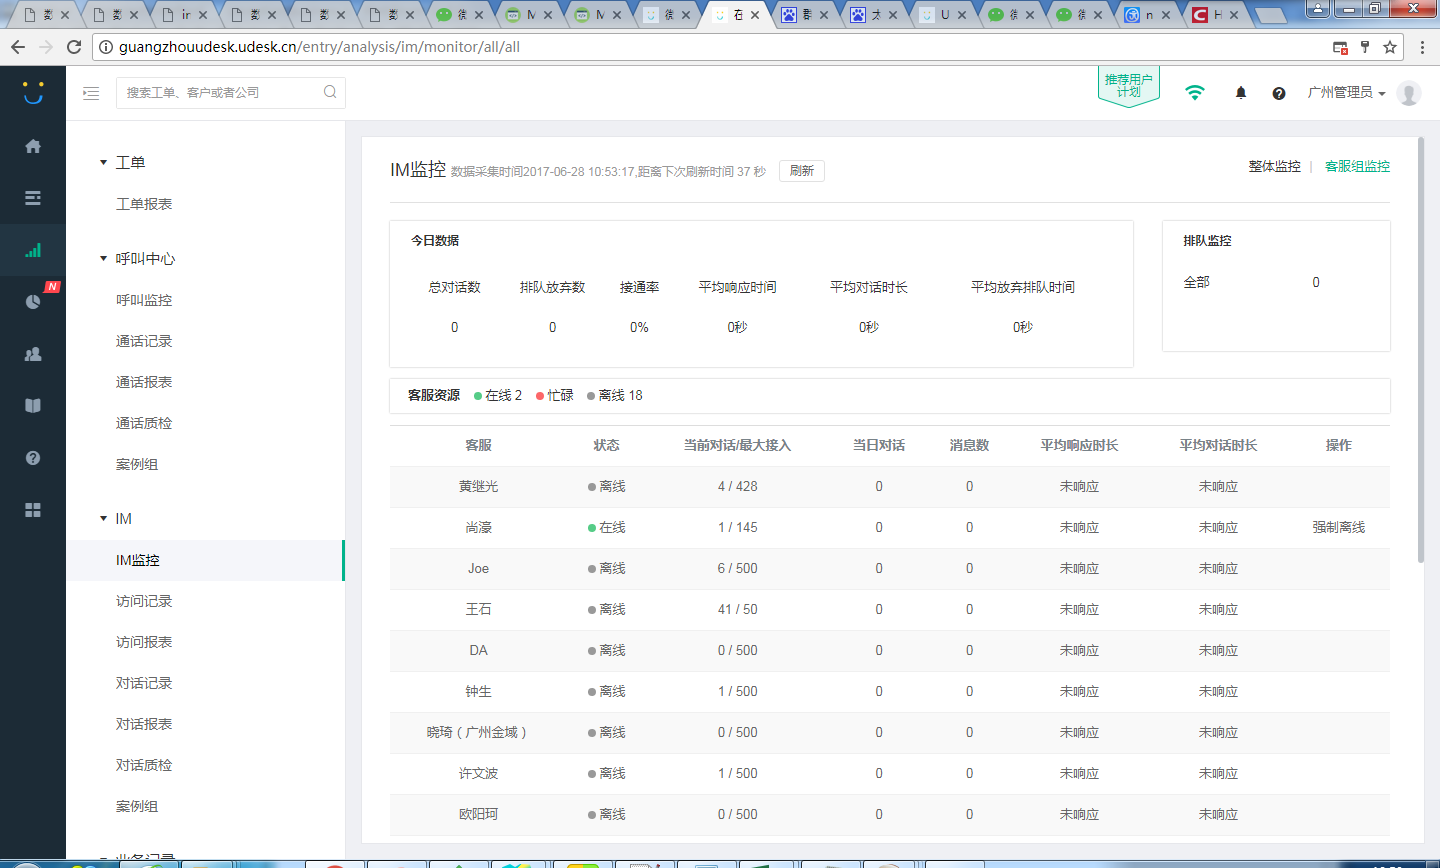 guangzhouudesk.udesk.cn/entry/analysis/im/monitor/all/all
搜索工单、客户或者公司
推荐用户
计划
广州管理员
工单
工单报表
呼叫中心
呼叫监控
N
通话记录
通话报表
通话质检
案例组
IM
IM监控
访问记录
访问报表
对话记录
对话报表
对话质检
案例组
业务记录
IM监控 数据采集时间2017-06-28 10:53:17,距离下次刷新时间 37 秒 刷新
整体监控 | 客服组监控
今日数据
总对话数 排队放弃数 接通率 平均响应时间 平均对话时长 平均放弃排队时间
0 0 0% 0秒 0秒 0秒
排队监控
全部 0
客服资源 在线 2 忙碌 离线 18
客服 状态 当前对话/最大接入 当日对话 消息数 平均响应时长 平均对话时长 操作
黄继光 离线 4 / 428 0 0 未响应 未响应
尚濠 在线 1 / 145 0 0 未响应 未响应 强制离线
Joe 离线 6 / 500 0 0 未响应 未响应
王石 离线 41 / 50 0 0 未响应 未响应
DA 离线 0 / 500 0 0 未响应 未响应
钟生 离线 1 / 500 0 0 未响应 未响应
晓琦（广州金域） 离线 0 / 500 0 0 未响应 未响应
许文波 离线 1 / 500 0 0 未响应 未响应
欧阳珂 离线 0 / 500 0 0 未响应 未响应